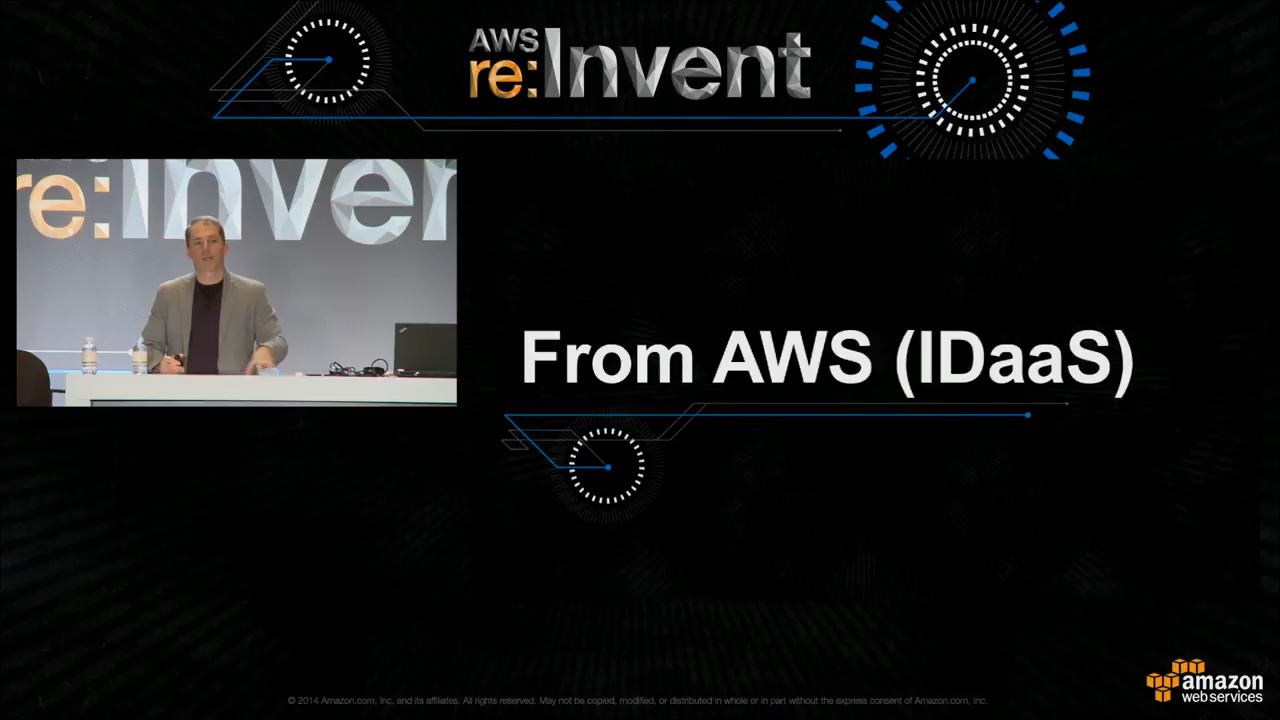 AWS
re:Invent
re:Inver
From AWS (IDaaS)
© 2014 Amazon.com, Inc. and its affiliates. All rights reserved. May not be copied, modified, or distributed in whole or in part without the express consent of Amazon.com, Inc.
amazon
web services